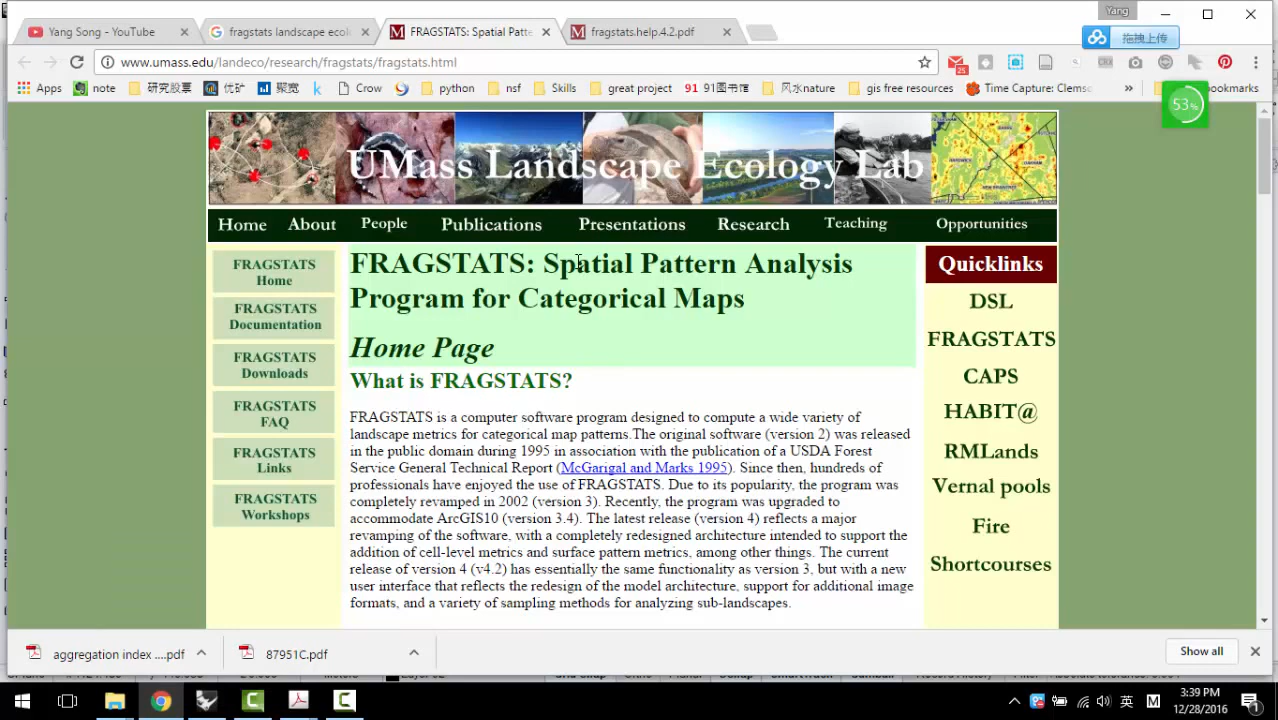 Yang
Yang Song - YouTube
fragstats landscape ecol
FRAGSTATS: Spatial Patte
fragstats.help.4.2.pdf
拖拽上传
www.umass.edu/landeco/research/fragstats/fragstats.html
25
Apps
note
研究股票
优矿
聚宽
Crow
python
nsf
Skills
great project
91 91图书馆
风水nature
gis free resources
Time Capture: Clemso
»
okmarks
53%
UMass Landscape Ecology Lab
Home
About
People
Publications
Presentations
Research
Teaching
Opportunities
FRAGSTATS
Home
FRAGSTATS
Documentation
FRAGSTATS
Downloads
FRAGSTATS
FAQ
FRAGSTATS
Links
FRAGSTATS
Workshops
FRAGSTATS: Spatial Pattern Analysis
Program for Categorical Maps
Home Page
What is FRAGSTATS?
FRAGSTATS is a computer software program designed to compute a wide variety of
landscape metrics for categorical map patterns.The original software (version 2) was released
in the public domain during 1995 in association with the publication of a USDA Forest
Service General Technical Report (McGarigal and Marks 1995). Since then, hundreds of
professionals have enjoyed the use of FRAGSTATS. Due to its popularity, the program was
completely revamped in 2002 (version 3). Recently, the program was upgraded to
accommodate ArcGIS10 (version 3.4). The latest release (version 4) reflects a major
revamping of the software, with a completely redesigned architecture intended to support the
addition of cell-level metrics and surface pattern metrics, among other things. The current
release of version 4 (v4.2) has essentially the same functionality as version 3, but with a new
user interface that reflects the redesign of the model architecture, support for additional image
formats, and a variety of sampling methods for analyzing sub-landscapes.
Quicklinks
DSL
FRAGSTATS
CAPS
HABIT@
RMLands
Vernal pools
Fire
Shortcourses
aggregation index ....pdf
87951C.pdf
Show all
英
M
3:39 PM
12/28/2016
1